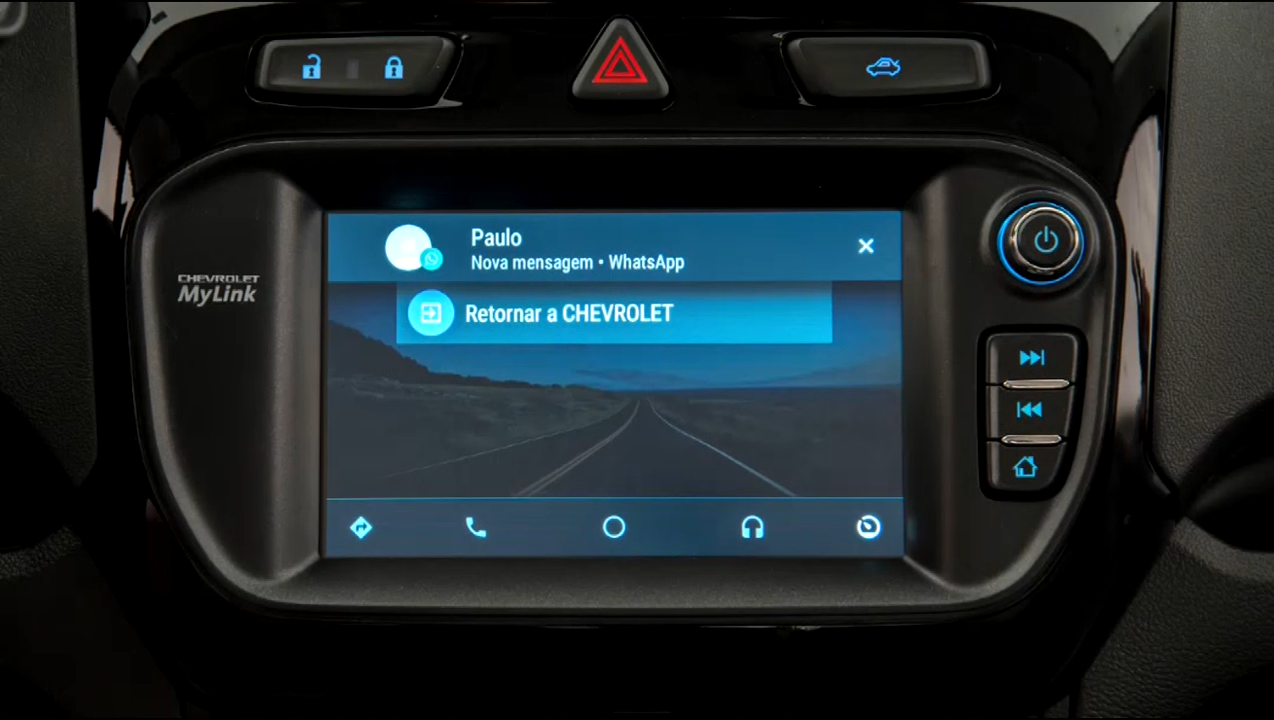 Paulo
Nova mensagem • WhatsApp
CHEVROLET
MyLink
Retornar a CHEVROLET